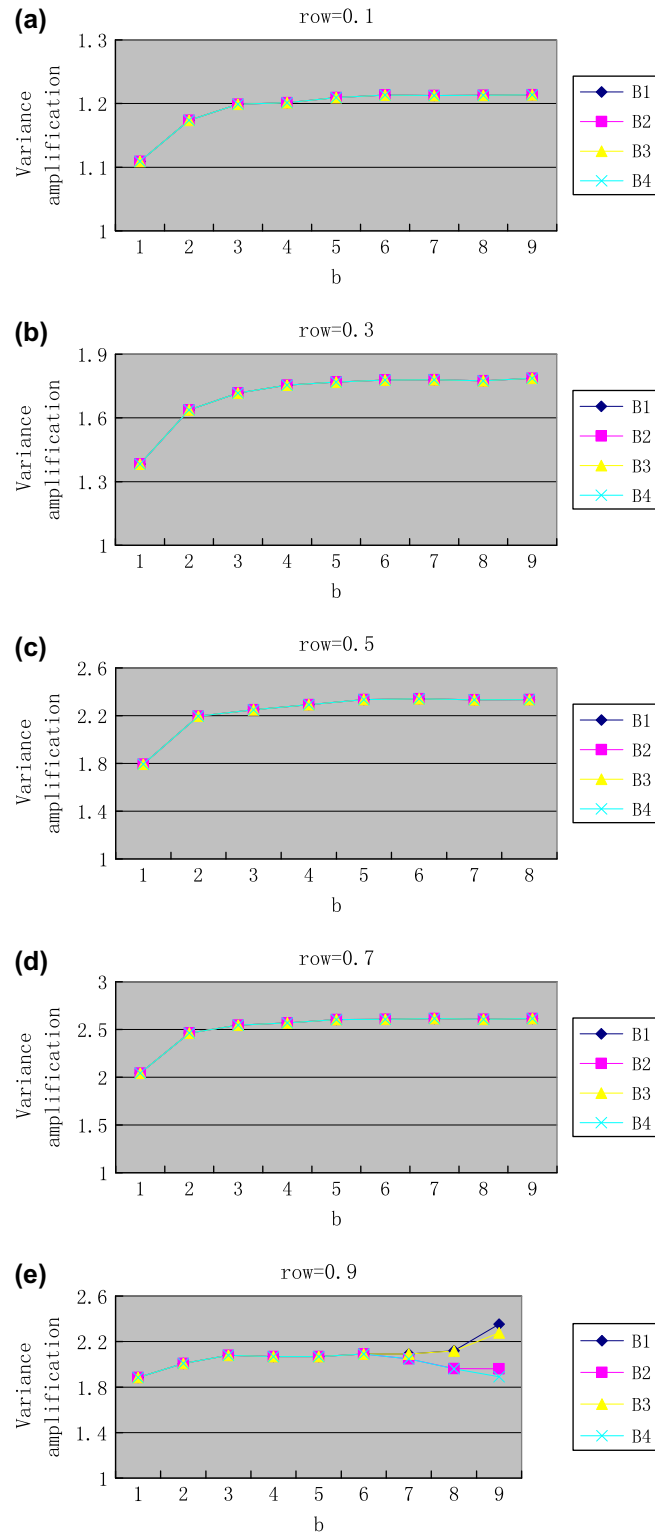 (a)
row=0.1
Variance
amplification
1.3
1.2
1.1
1
1 2 3 4 5 6 7 8 9
b
B1
B2
B3
B4
(b)
row=0.3
Variance
amplification
1.9
1.6
1.3
1
1 2 3 4 5 6 7 8 9
b
B1
B2
B3
B4
(c)
row=0.5
Variance
amplification
2.6
2.2
1.8
1.4
1
1 2 3 4 5 6 7 8
b
B1
B2
B3
B4
(d)
row=0.7
Variance
amplification
3
2.5
2
1.5
1
1 2 3 4 5 6 7 8 9
b
B1
B2
B3
B4
(e)
row=0.9
Variance
amplification
2.6
2.2
1.8
1.4
1
1 2 3 4 5 6 7 8 9
b
B1
B2
B3
B4